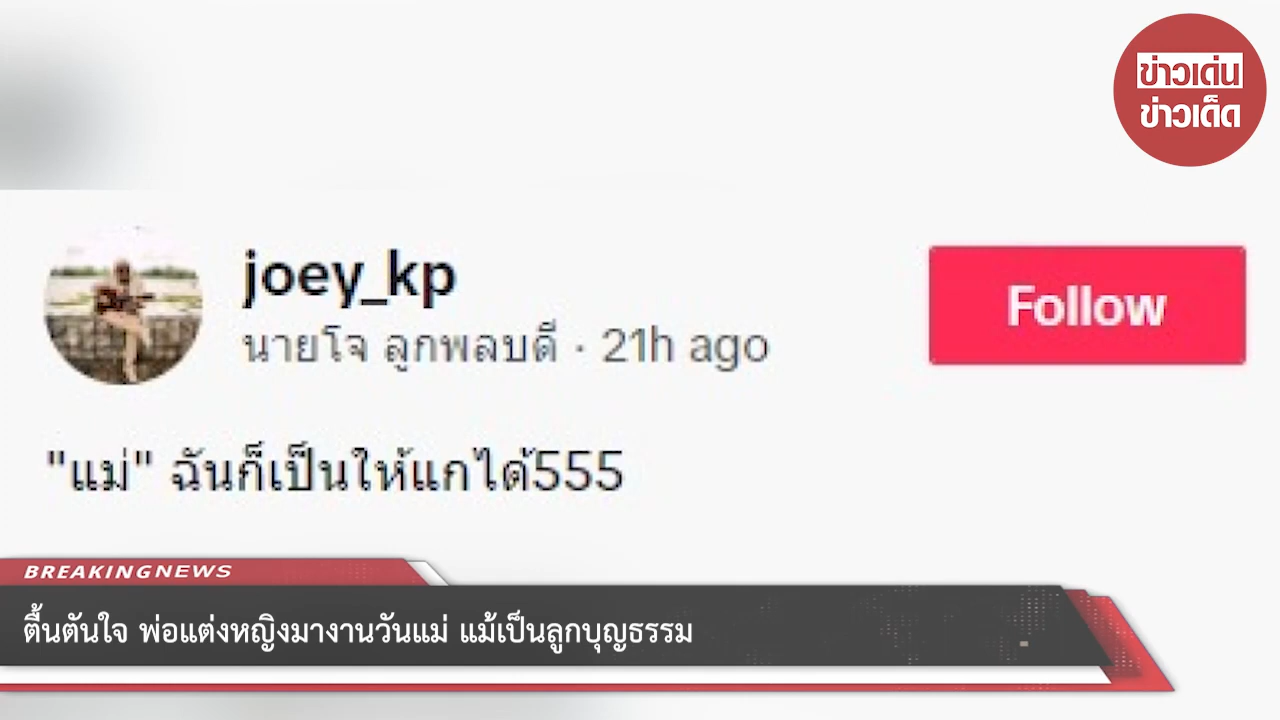 ข่าวเด่น
ข่าวเด็ด
joey_kp
นายโจ ลูกพลบดี · 21h ago
Follow
"แม่" ฉันก็เป็นให้แกได้555
BREAKINGNEWS
ตื้นตันใจ พ่อแต่งหญิงมางานวันแม่ แม้เป็นลูกบุญธรรม